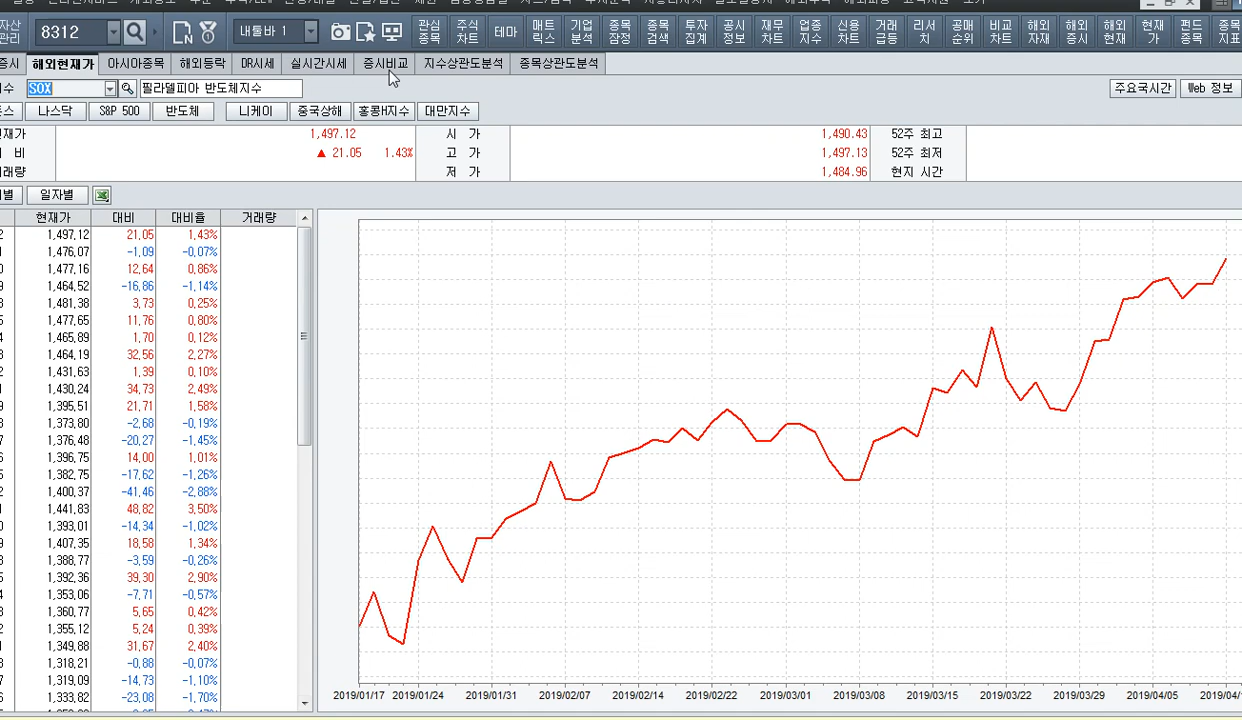 자산 관리 8312 내툴바 1 관심 종목 주식 차트 테마 매트 릭스 기업 분석 종목 잠정 종목 검색 투자 집계 공시 정보 재무 차트 업종 지수 신용 차트 거래 급등 리서 치 공매 순위 비교 차트 해외 자재 해외 증시 해외 현재 현재 가 펀드 종목 종목 지표
증시 해외현재가 아시아종목 해외등락 DR시세 실시간시세 증시비교 지수상관도분석 종목상관도분석
SOX 필라델피아 반도체지수 주요국시간 Web 정보
나스닥 S&P 500 반도체 니케이 중국상해 홍콩H지수 대만지수
1,497.12 시 가 1,490.43 52주 최고
비 ▲ 21.05 1.43% 고 가 1,497.13 52주 최저
저 가 1,484.96 현지 시간
일자별
현재가 대비 대비율 거래량
1,497.12 21.05 1.43%
1,476.07 -1.09 -0.07%
1,477.16 12.64 0.86%
1,464.52 -16.86 -1.14%
1,481.38 3.73 0.25%
1,477.65 11.76 0.80%
1,465.89 1.70 0.12%
1,464.19 32.56 2.27%
1,431.63 1.39 0.10%
1,430.24 34.73 2.49%
1,395.51 21.71 1.58%
1,373.80 -2.68 -0.19%
1,376.48 -20.27 -1.45%
1,396.75 14.00 1.01%
1,382.75 -17.62 -1.26%
1,400.37 -41.46 -2.88%
1,441.83 48.82 3.50%
1,393.01 -14.34 -1.02%
1,407.35 18.58 1.34%
1,388.77 -3.59 -0.26%
1,392.36 39.30 2.90%
1,353.06 -7.71 -0.57%
1,360.77 5.65 0.42%
1,355.12 5.24 0.39%
1,349.88 31.67 2.40%
1,318.21 -0.88 -0.07%
1,319.09 -14.73 -1.10%
1,333.82 -23.08 -1.70%
2019/01/17 2019/01/24 2019/01/31 2019/02/07 2019/02/14 2019/02/22 2019/03/01 2019/03/08 2019/03/15 2019/03/22 2019/03/29 2019/04/05 2019/04/